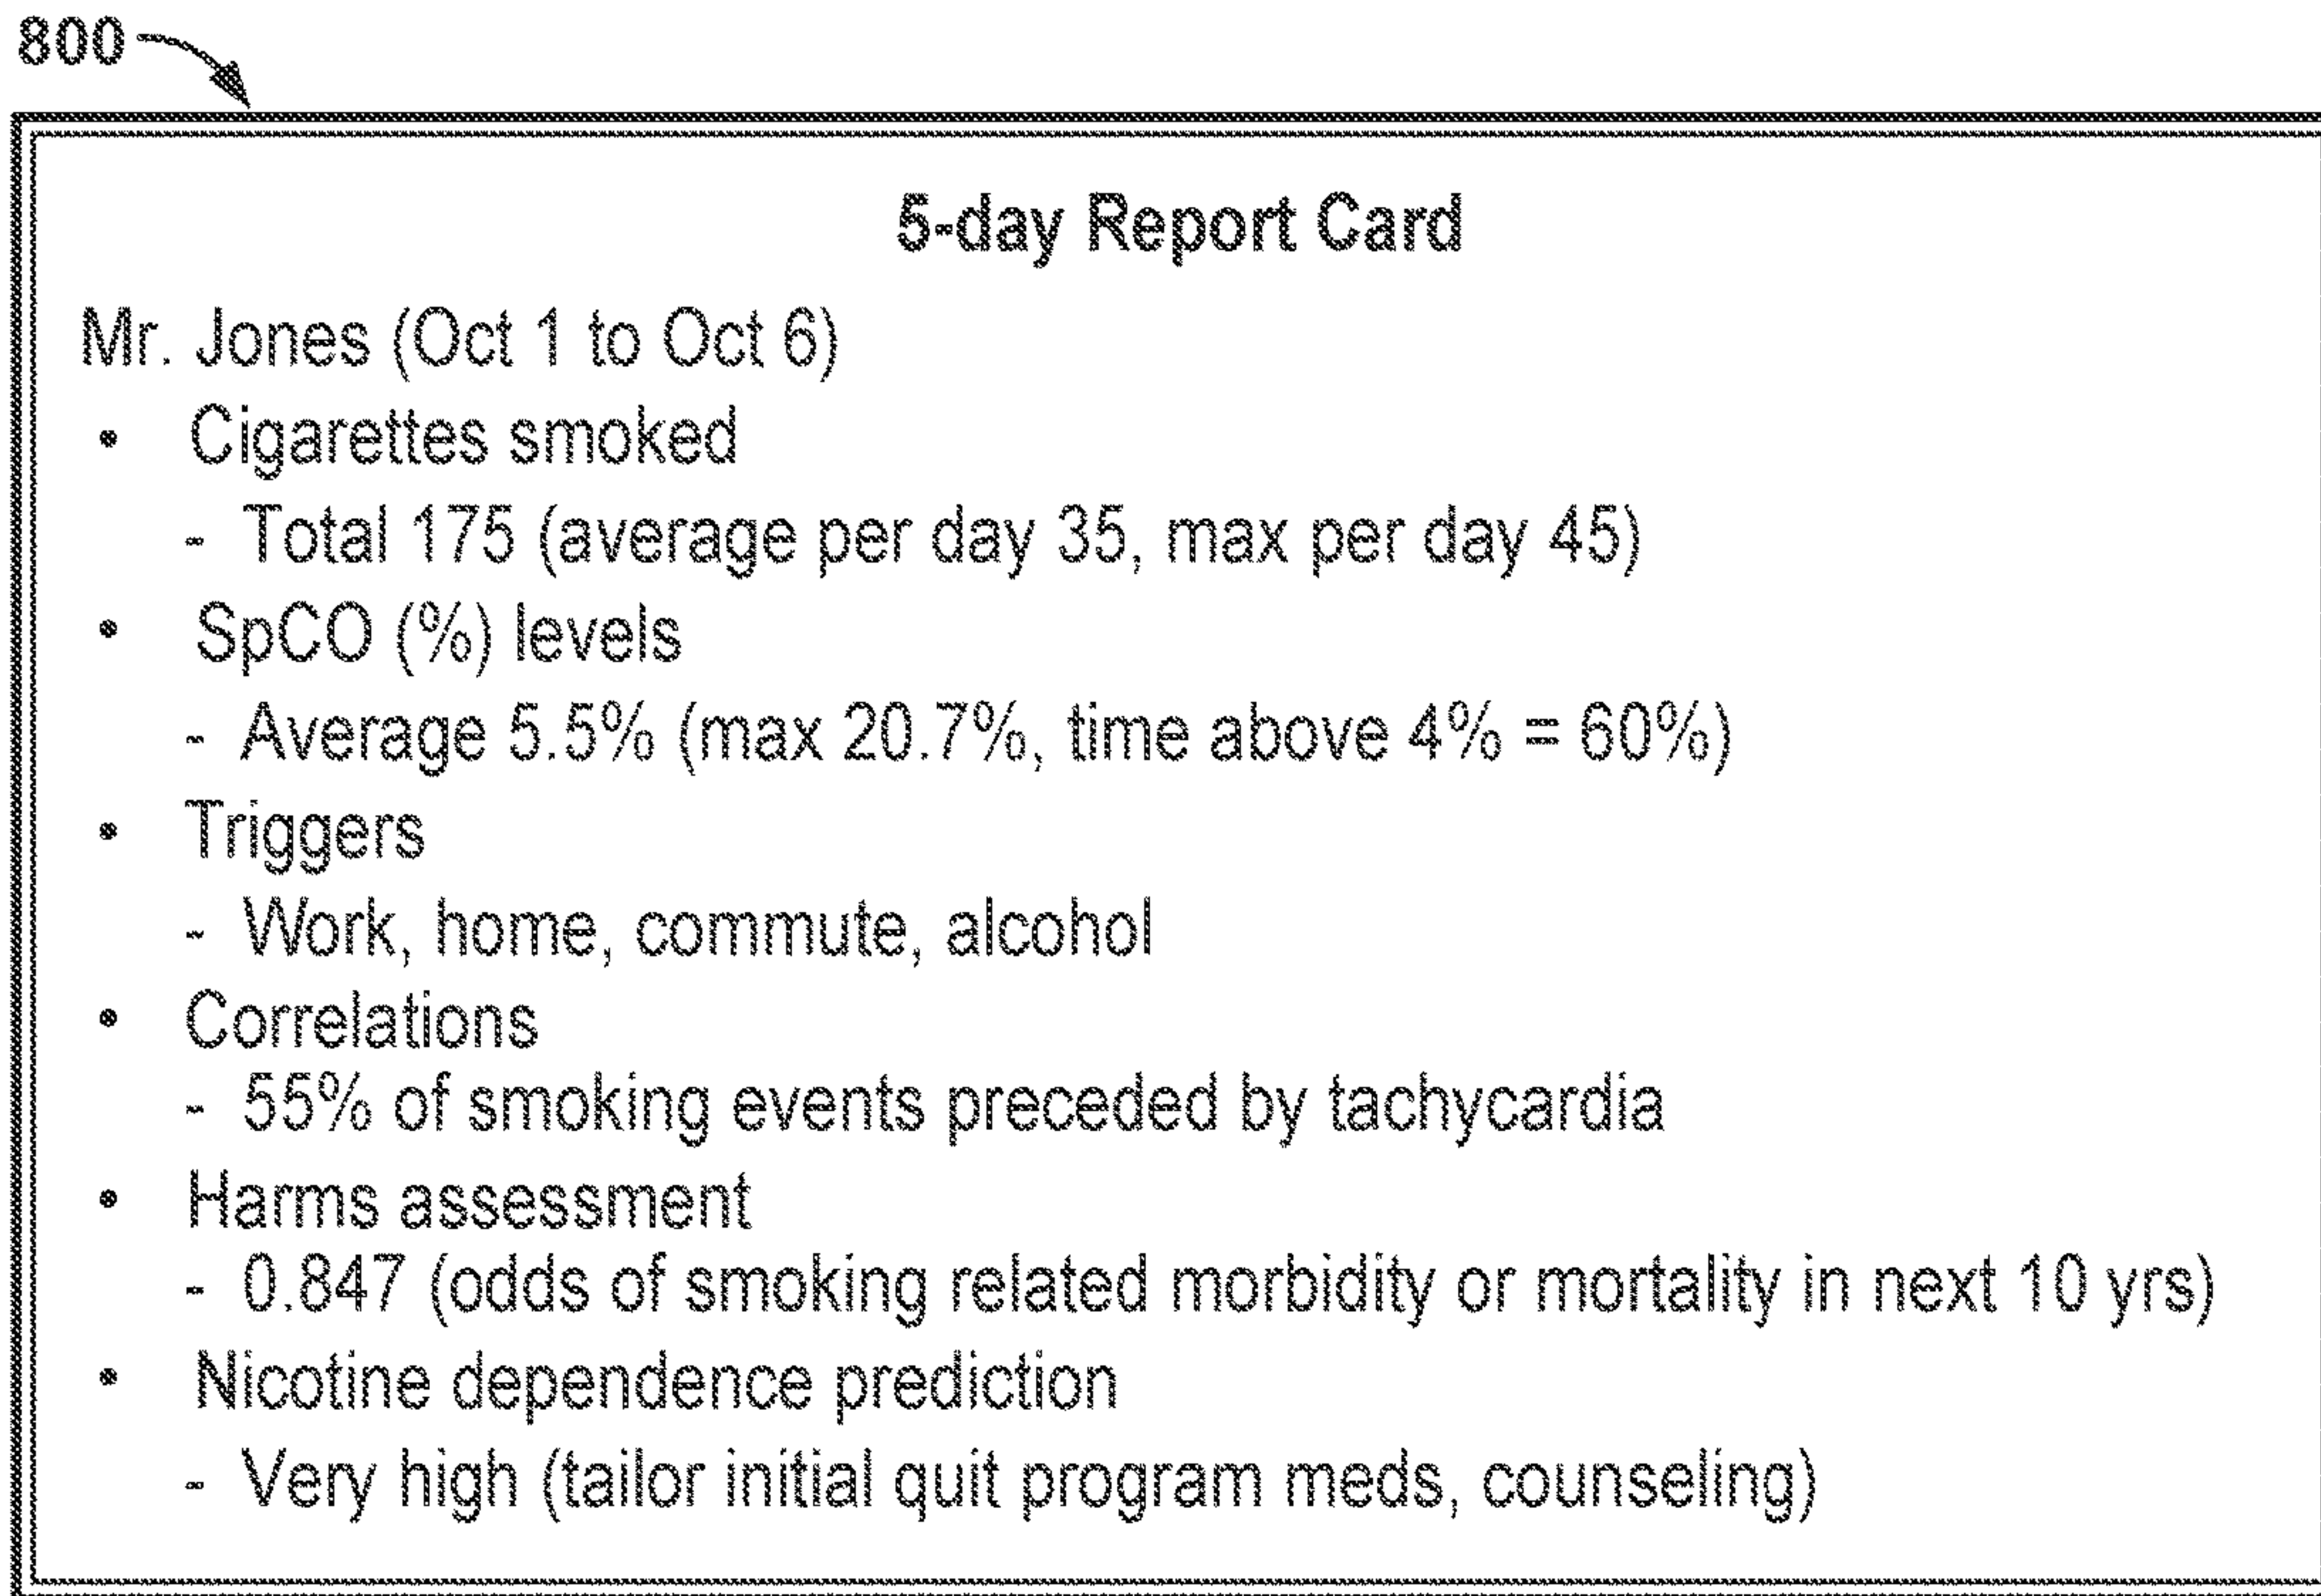 800
5-day Report Card
Mr. Jones (Oct 1 to Oct 6)
• Cigarettes smoked
- Total 175 (average per day 35, max per day 45)
• SpCO (%) levels
- Average 5.5% (max 20.7%, time above 4% = 60%)
• Triggers
- Work, home, commute, alcohol
• Correlations
- 55% of smoking events preceded by tachycardia
• Harms assessment
- 0.847 (odds of smoking related morbidity or mortality in next 10 yrs)
• Nicotine dependence prediction
- Very high (tailor initial quit program meds, counseling)